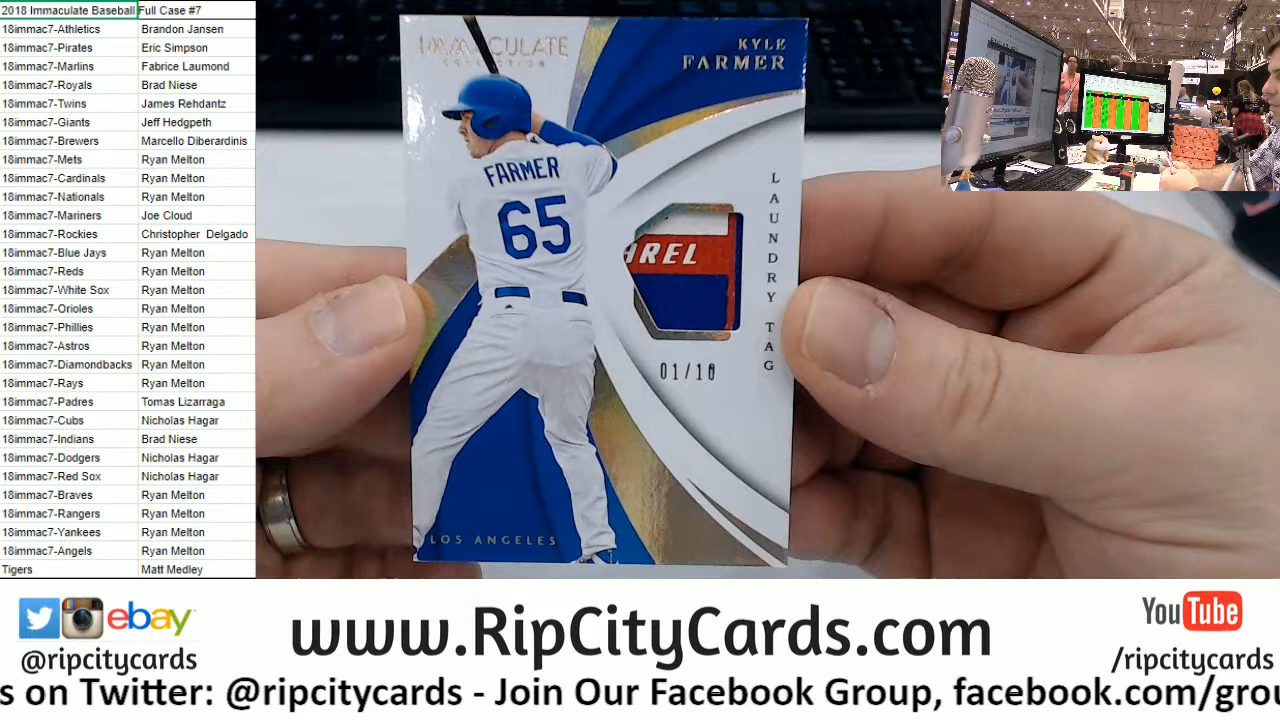 2018 Immaculate Baseball Full Case #7
18immac7-Athletics Brandon Jansen
18immac7-Pirates Eric Simpson
18immac7-Marlins Fabrice Laumond
18immac7-Royals Brad Niese
18immac7-Twins James Rehdantz
18immac7-Giants Jeff Hedgpeth
18immac7-Brewers Marcello Diberardinis
18immac7-Mets Ryan Melton
18immac7-Cardinals Ryan Melton
18immac7-Nationals Ryan Melton
18immac7-Mariners Joe Cloud
18immac7-Rockies Christopher Delgado
18immac7-Blue Jays Ryan Melton
18immac7-Reds Ryan Melton
18immac7-White Sox Ryan Melton
18immac7-Orioles Ryan Melton
18immac7-Phillies Ryan Melton
18immac7-Astros Ryan Melton
18immac7-Diamondbacks Ryan Melton
18immac7-Rays Ryan Melton
18immac7-Padres Tomas Lizarraga
18immac7-Cubs Nicholas Hagar
18immac7-Indians Brad Niese
18immac7-Dodgers Nicholas Hagar
18immac7-Red Sox Nicholas Hagar
18immac7-Braves Ryan Melton
18immac7-Rangers Ryan Melton
18immac7-Yankees Ryan Melton
18immac7-Angels Ryan Melton
Tigers Matt Medley
IMMACULATE
COLLECTION
KYLE
FARMER
FARMER
65
AREL
LAUNDRY TAG
01/10
LOS ANGELES
ebay
@ripcitycards
www.RipCityCards.com
YouTube
/ripcitycards
s on Twitter: @ripcitycards - Join Our Facebook Group, facebook.com/grou